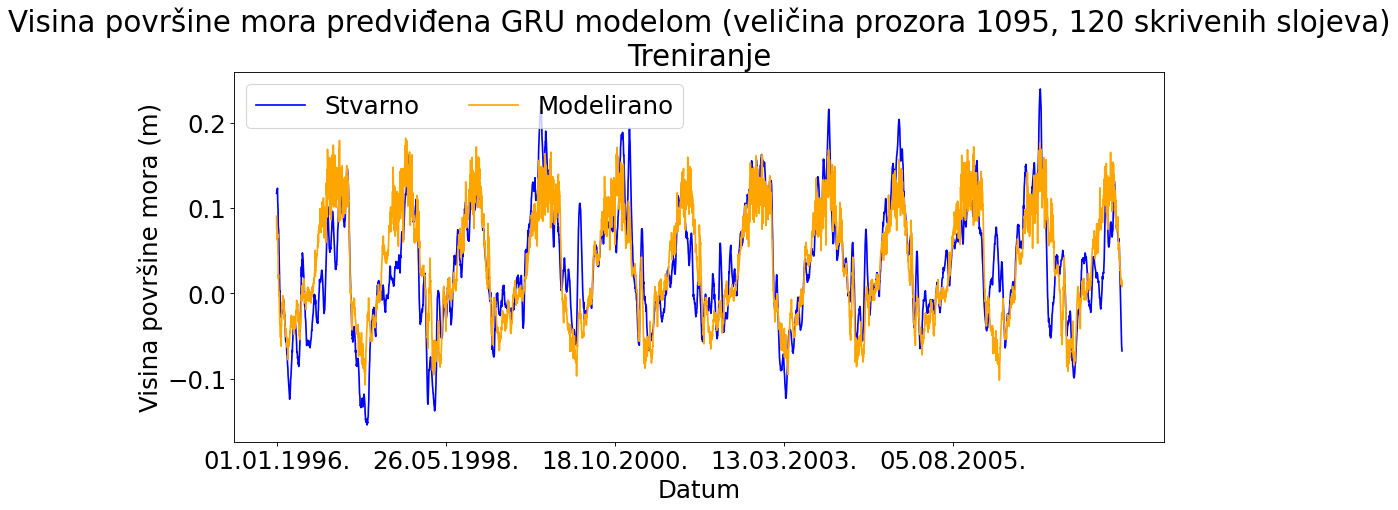 Visina površine mora predviđena GRU modelom (veličina prozora 1095, 120 skrivenih slojeva)
Treniranje
Stvarno Modelirano
Visina površine mora (m)
0.2
0.1
0.0
−0.1
01.01.1996. 26.05.1998. 18.10.2000. 13.03.2003. 05.08.2005.
Datum